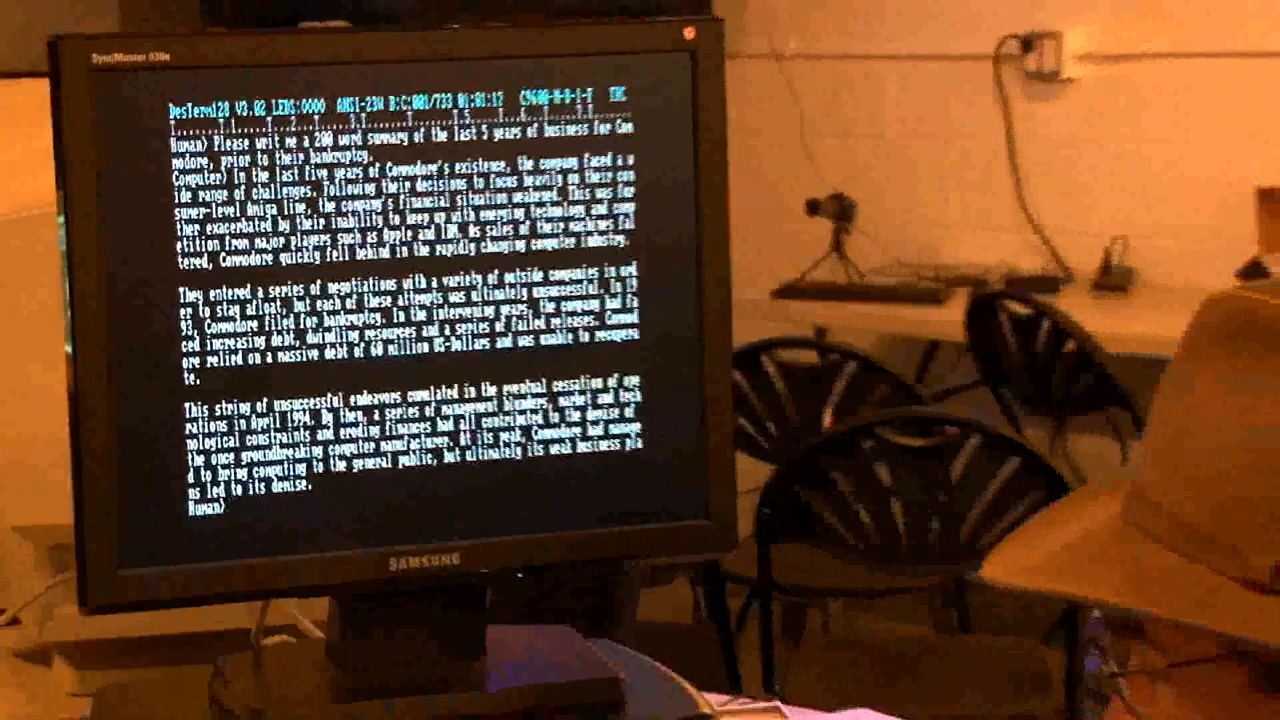 SyncMaster 930e
DesTerm128 V3.02 LEDS:0000 ANSI-23W B:C:001/733 01:01:12 C9600-N-8-1-F
Human> Please writ me a 200 word summary of the last 5 years of business for Com
modore, prior to their bankruptcy.
Computer> In the last five years of Commodore's existence, the company faced a w
ide range of challenges. Following their decisions to focus heavily on their con
sumer-level Amiga line, the company's financial situation weakened. This was fur
ther exacerbated by their inability to keep up with emerging technology and comp
etition from major players such as Apple and IBM. As sales of their machines fal
tered, Commodore quickly fell behind in the rapidly changing computer industry.
They entered a series of negotiations with a variety of outside companies in ord
er to stay afloat, but each of these attempts was ultimately unsuccessful. In 19
93, Commodore filed for bankruptcy. In the intervening years, the company had fa
ced increasing debt, dwindling resources and a series of failed releases. Commod
ore relied on a massive debt of 60 million US-Dollars and was unable to recupera
te.
This string of unsuccessful endeavors cumulated in the eventual cessation of ope
rations in April 1994. By then, a series of management blunders, market and tech
nological constraints and eroding finances had all contributed to the demise of
the once groundbreaking computer manufacturer. At its peak, Commodore had manage
d to bring computing to the general public, but ultimately its weak business pla
ns led to its demise.
Human>
SAMSUNG